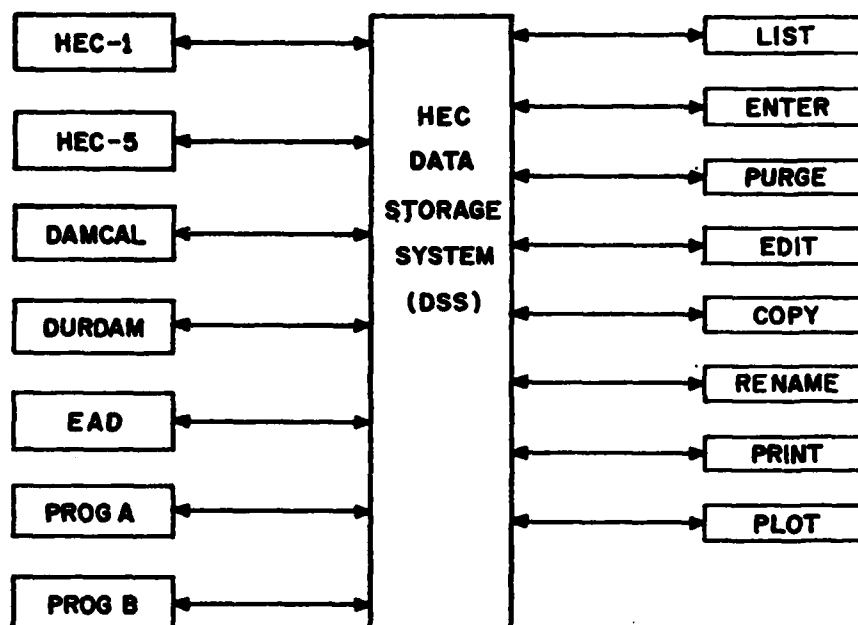 HEC-1
HEC-5
DAMCAL
DURDAM
EAD
PROG A
PROG B
HEC
DATA
STORAGE
SYSTEM
(DSS)
LIST
ENTER
PURGE
EDIT
COPY
RENAME
PRINT
PLOT